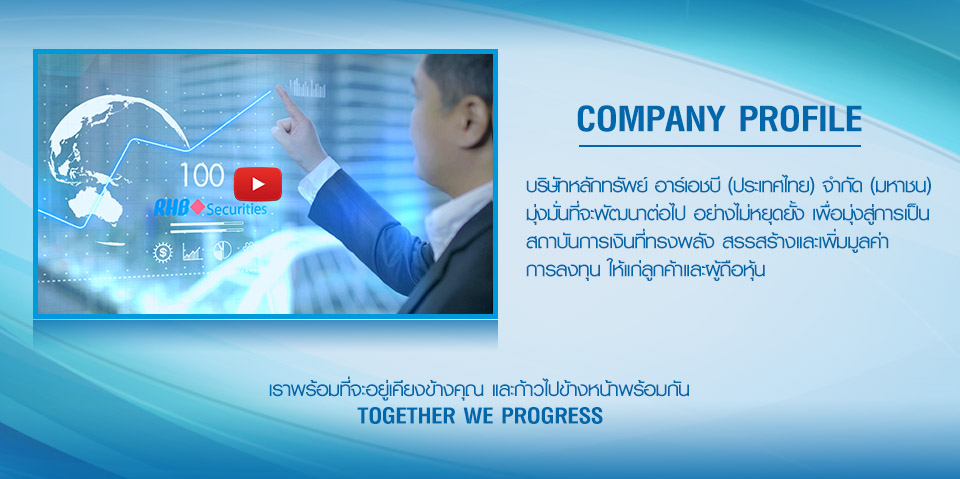 COMPANY PROFILE
บริษัทหลักทรัพย์ อาร์เอชบี (ประเทศไทย) จำกัด (มหาชน)
มุ่งมั่นที่จะพัฒนาต่อไป อย่างไม่หยุดยั้ง เพื่อมุ่งสู่การเป็น
สถาบันการเงินที่ทรงพลัง สรรสร้างและเพิ่มมูลค่า
การลงทุน ให้แก่ลูกค้าและผู้ถือหุ้น
100
RHB Securities
เราพร้อมที่จะอยู่เคียงข้างคุณ และก้าวไปข้างหน้าพร้อมกัน
TOGETHER WE PROGRESS